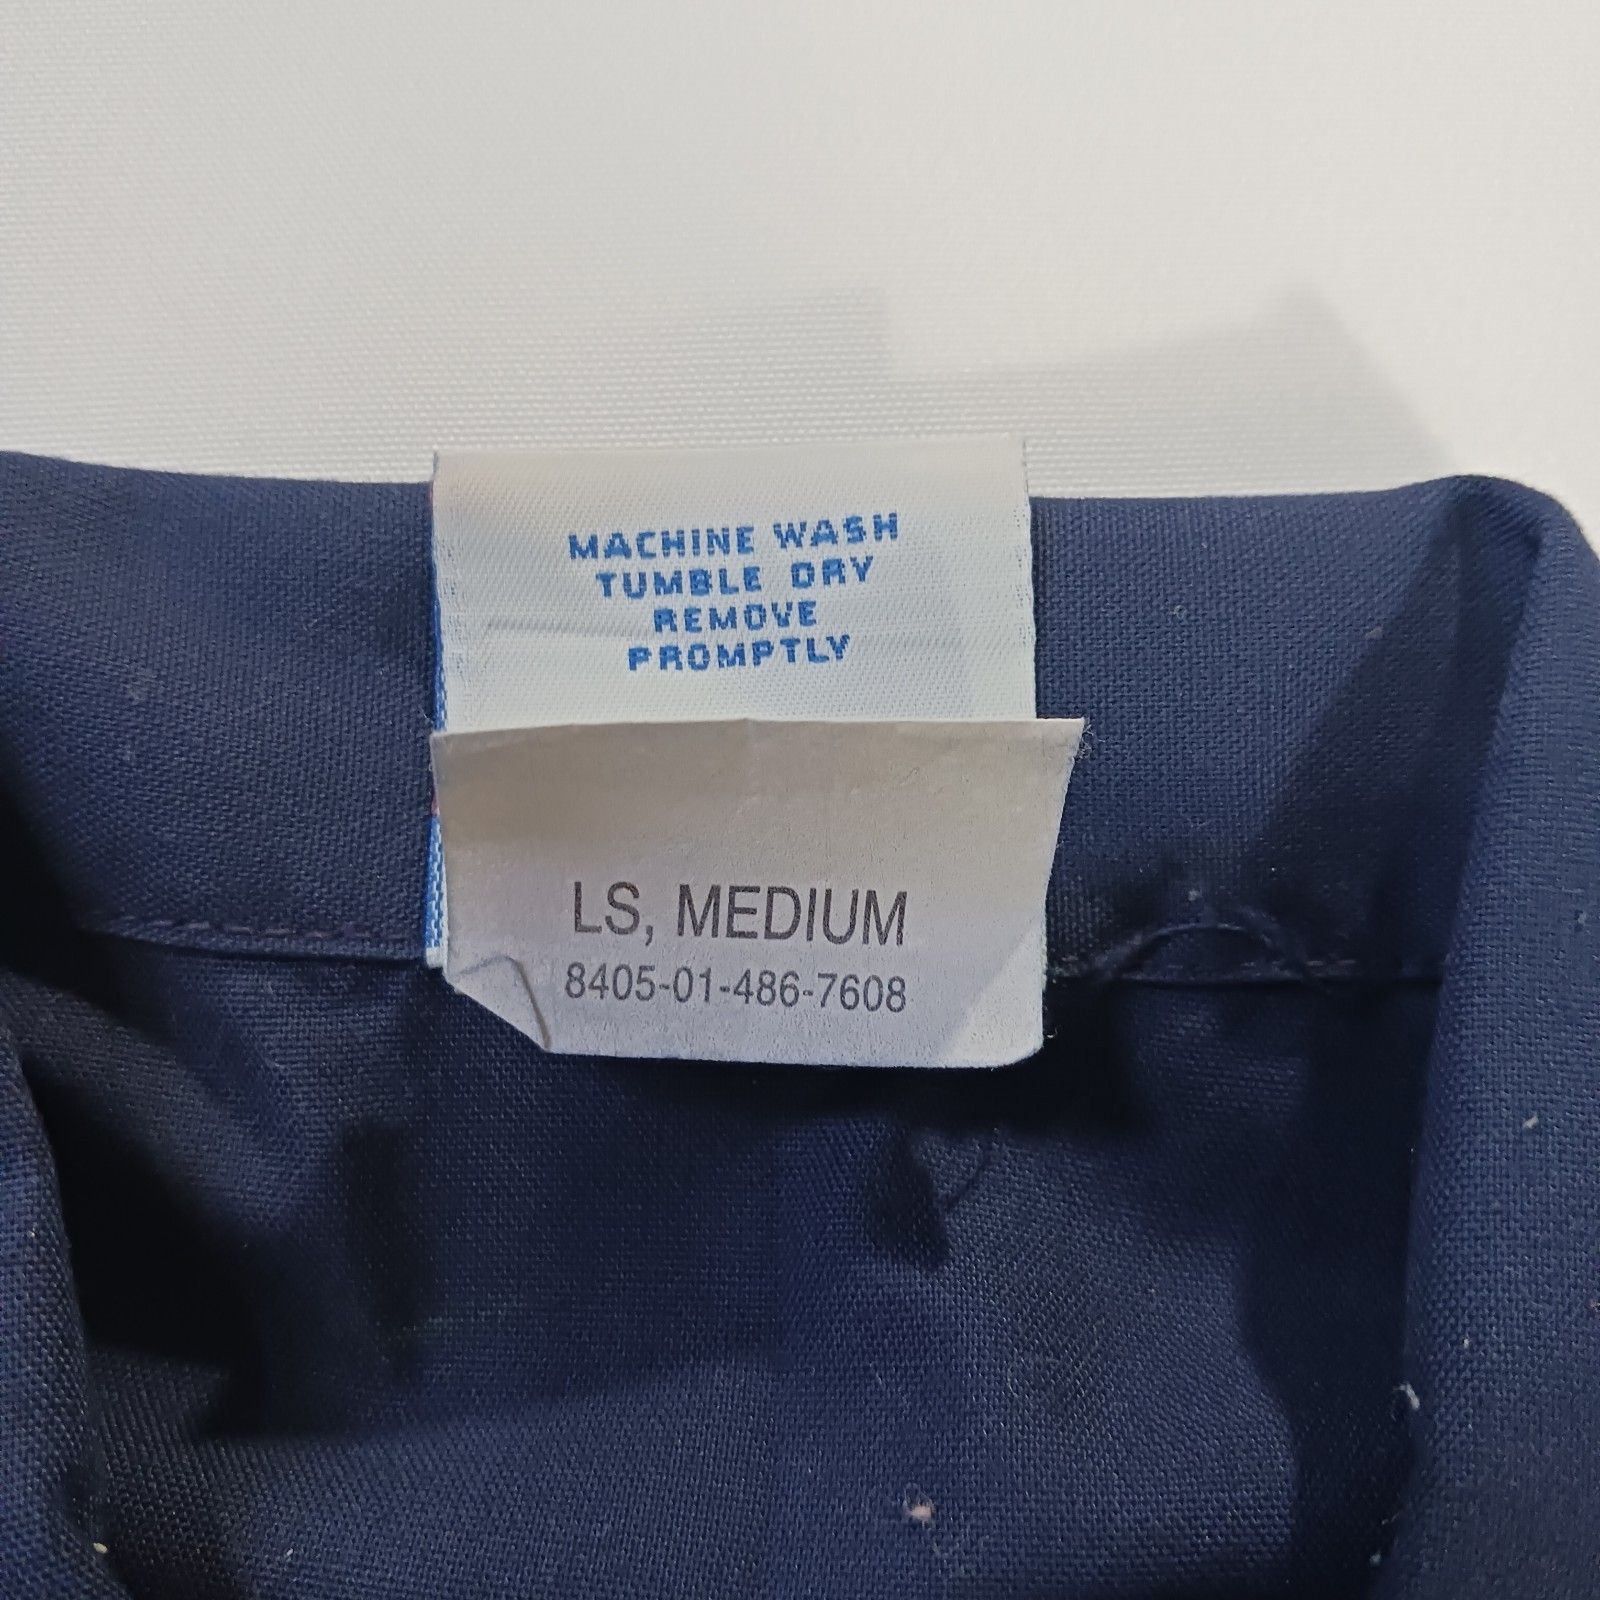 MACHINE WASH
TUMBLE DRY
REMOVE
PROMPTLY
LS, MEDIUM
8405-01-486-7608